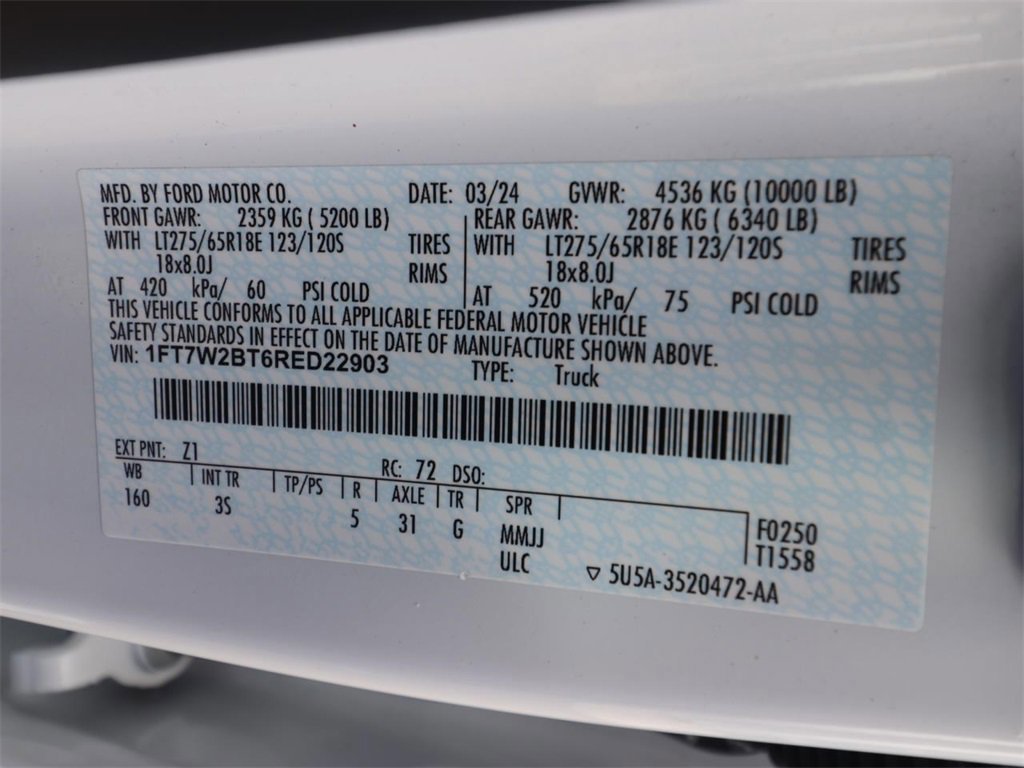 MFD. BY FORD MOTOR CO. DATE: 03/24 GVWR: 4536 KG (10000 LB)
FRONT GAWR: 2359 KG ( 5200 LB) REAR GAWR: 2876 KG ( 6340 LB)
WITH LT275/65R18E 123/120S TIRES WITH LT275/65R18E 123/120S TIRES
18x8.0J RIMS 18x8.0J RIMS
AT 420 kPa/ 60 PSI COLD AT 520 kPa/ 75 PSI COLD
THIS VEHICLE CONFORMS TO ALL APPLICABLE FEDERAL MOTOR VEHICLE
SAFETY STANDARDS IN EFFECT ON THE DATE OF MANUFACTURE SHOWN ABOVE.
VIN: 1FT7W2BT6RED22903 TYPE: Truck
EXT PNT: Z1 RC: 72 DSO:
WB INT TR TP/PS R AXLE TR SPR
160 3S 5 31 G MMJJ F0250
ULC T1558
▽ 5U5A-3520472-AA